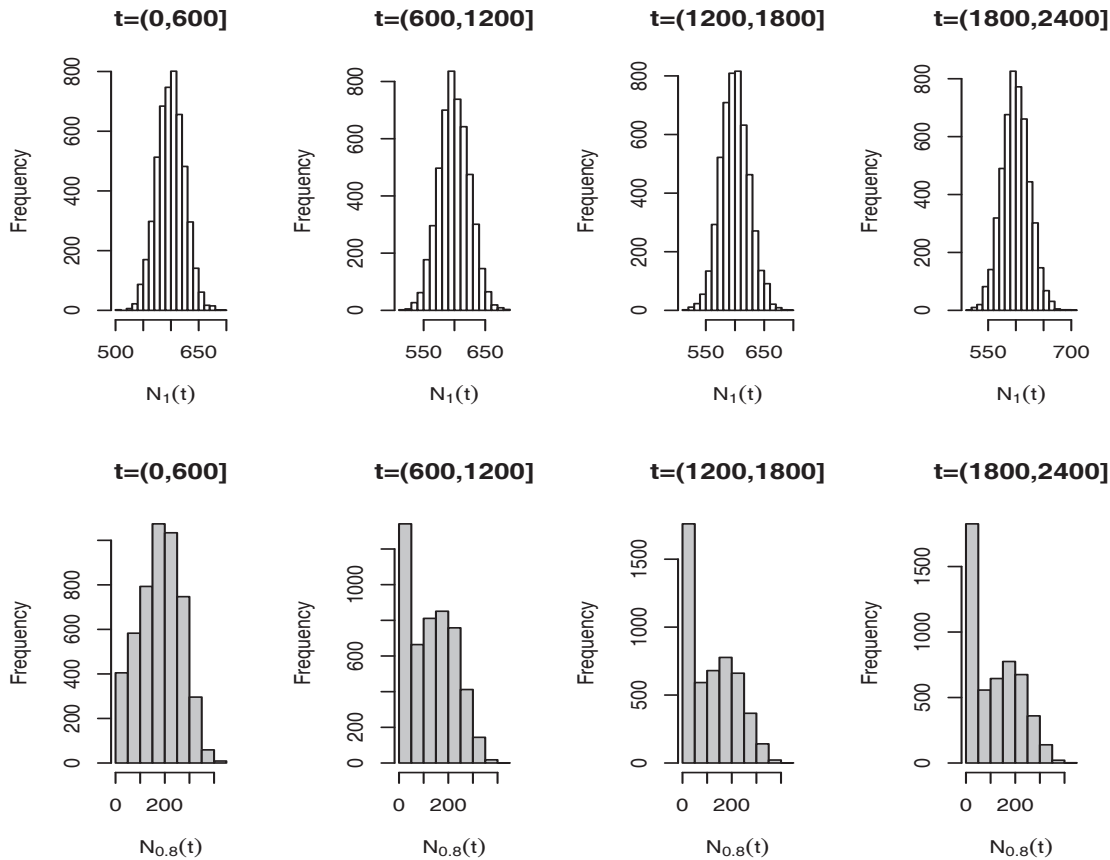 t=(0,600]
t=(600,1200]
t=(1200,1800]
t=(1800,2400]
Frequency
0 200 400 600 800
500 650
N1(t)
Frequency
0 200 400 600 800
550 650
N1(t)
Frequency
0 200 400 600 800
550 650
N1(t)
Frequency
0 200 400 600 800
550 700
N1(t)
t=(0,600]
t=(600,1200]
t=(1200,1800]
t=(1800,2400]
Frequency
0 200 400 600 800
0 200
N0.8(t)
Frequency
0 200 400 600 1000
0 200
N0.8(t)
Frequency
0 500 1000 1500
0 200
N0.8(t)
Frequency
0 500 1000 1500
0 200
N0.8(t)